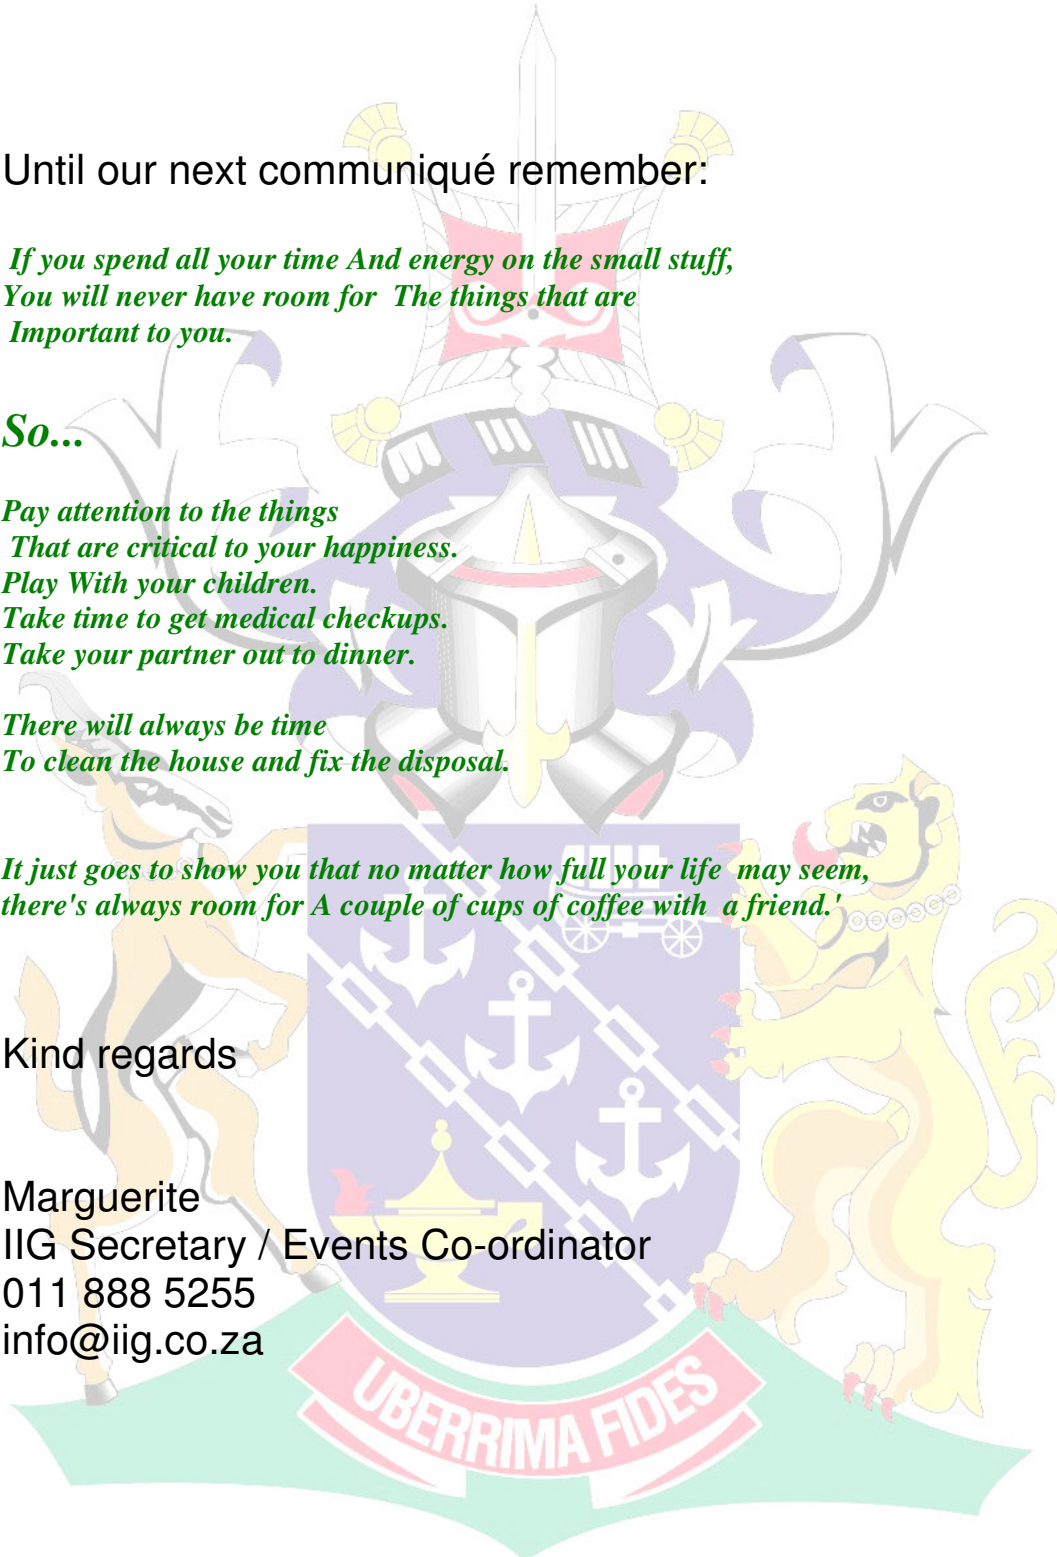 Until our next communiqué remember:
If you spend all your time And energy on the small stuff,
You will never have room for The things that are
Important to you.
So...
Pay attention to the things
That are critical to your happiness.
Play With your children.
Take time to get medical checkups.
Take your partner out to dinner.
There will always be time
To clean the house and fix the disposal.
It just goes to show you that no matter how full your life may seem,
there's always room for A couple of cups of coffee with a friend.'
Kind regards
Marguerite
IIG Secretary / Events Co-ordinator
011 888 5255
info@iig.co.za
UBERRIMA FIDES